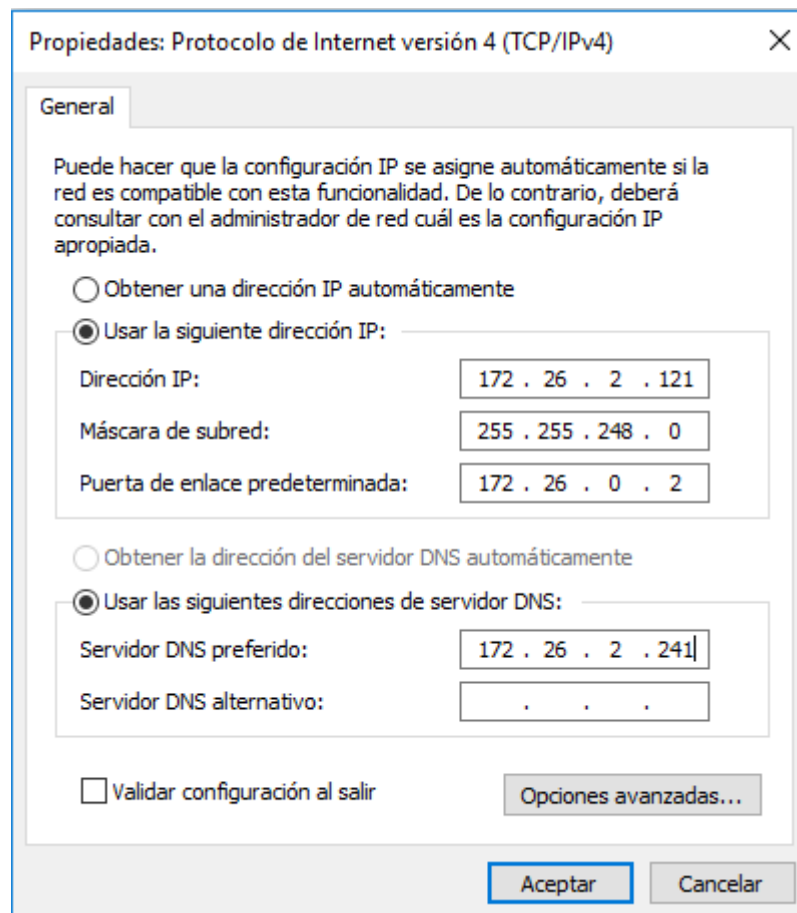 Propiedades: Protocolo de Internet versión 4 (TCP/IPv4)
General
Puede hacer que la configuración IP se asigne automáticamente si la
red es compatible con esta funcionalidad. De lo contrario, deberá
consultar con el administrador de red cuál es la configuración IP
apropiada.
Obtener una dirección IP automáticamente
Usar la siguiente dirección IP:
Dirección IP: 172 . 26 . 2 . 121
Máscara de subred: 255 . 255 . 248 . 0
Puerta de enlace predeterminada: 172 . 26 . 0 . 2
Obtener la dirección del servidor DNS automáticamente
Usar las siguientes direcciones de servidor DNS:
Servidor DNS preferido: 172 . 26 . 2 . 241
Servidor DNS alternativo: . . .
Validar configuración al salir Opciones avanzadas...
Aceptar Cancelar